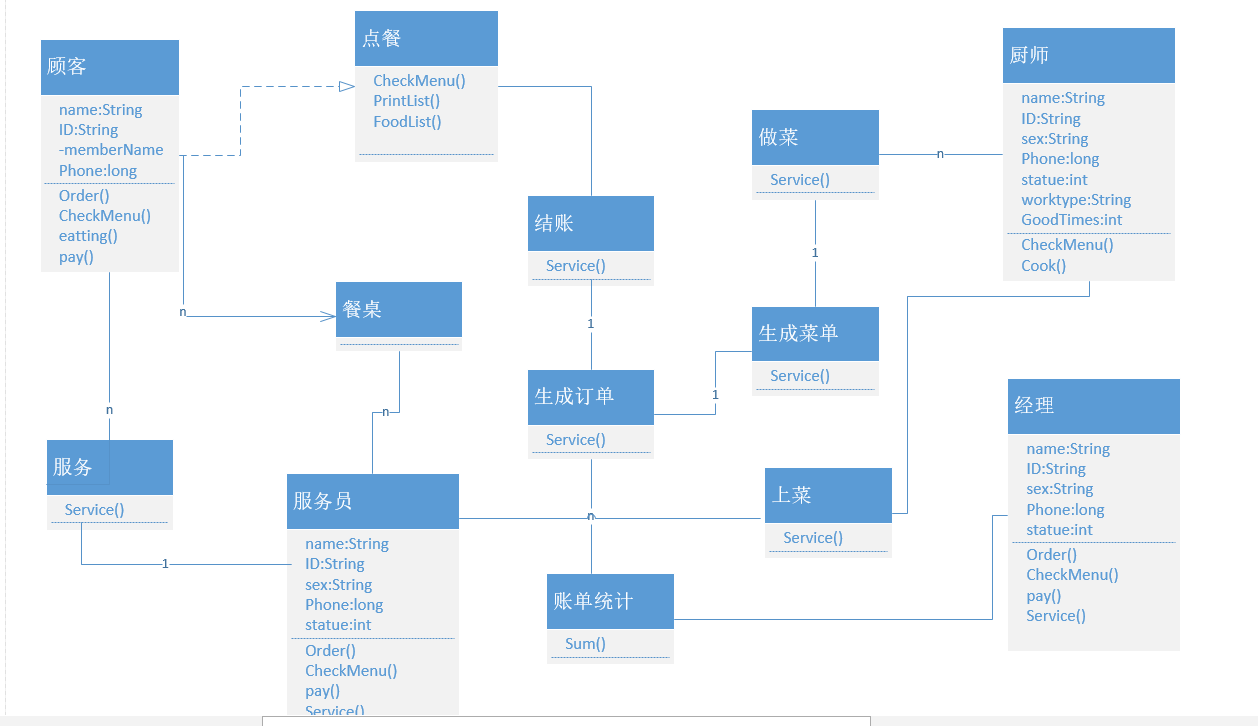 顾客
name:String
ID:String
-memberName
Phone:long
Order()
CheckMenu()
eatting()
pay()
点餐
CheckMenu()
PrintList()
FoodList()
厨师
name:String
ID:String
sex:String
Phone:long
statue:int
worktype:String
GoodTimes:int
CheckMenu()
Cook()
做菜
Service()
n
1
结账
Service()
1
餐桌
n
n
生成菜单
Service()
1
生成订单
Service()
n
经理
name:String
ID:String
sex:String
Phone:long
statue:int
Order()
CheckMenu()
pay()
Service()
n
服务
Service()
1
服务员
name:String
ID:String
sex:String
Phone:long
statue:int
Order()
CheckMenu()
pay()
Service()
上菜
Service()
账单统计
Sum()